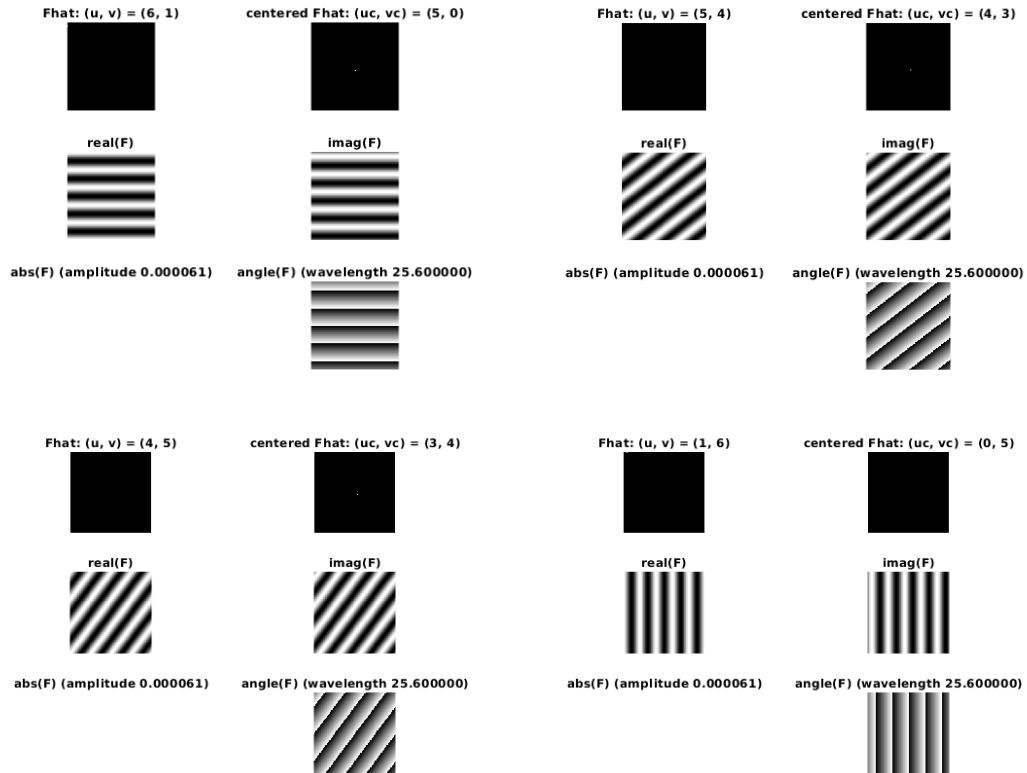 Fhat: (u, v) = (6, 1)
centered Fhat: (uc, vc) = (5, 0)
real(F)
imag(F)
abs(F) (amplitude 0.000061)
angle(F) (wavelength 25.600000)
Fhat: (u, v) = (5, 4)
centered Fhat: (uc, vc) = (4, 3)
real(F)
imag(F)
abs(F) (amplitude 0.000061)
angle(F) (wavelength 25.600000)
Fhat: (u, v) = (4, 5)
centered Fhat: (uc, vc) = (3, 4)
real(F)
imag(F)
abs(F) (amplitude 0.000061)
angle(F) (wavelength 25.600000)
Fhat: (u, v) = (1, 6)
centered Fhat: (uc, vc) = (0, 5)
real(F)
imag(F)
abs(F) (amplitude 0.000061)
angle(F) (wavelength 25.600000)